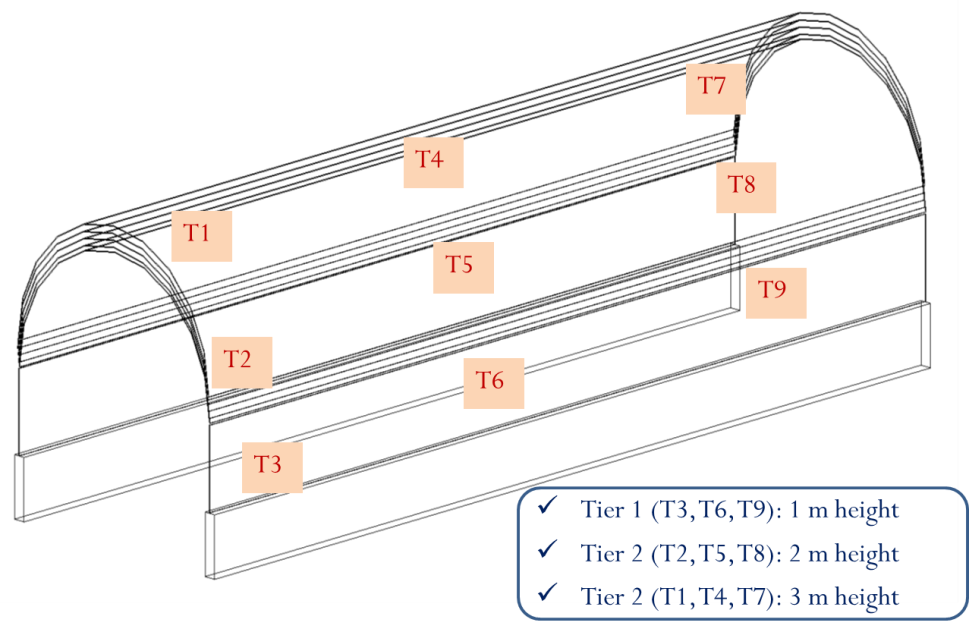 T7
T4
T8
T1
T5
T9
T2
T6
T3
✓ Tier 1 (T3,T6,T9): 1 m height
✓ Tier 2 (T2,T5,T8): 2 m height
✓ Tier 2 (T1,T4,T7): 3 m height